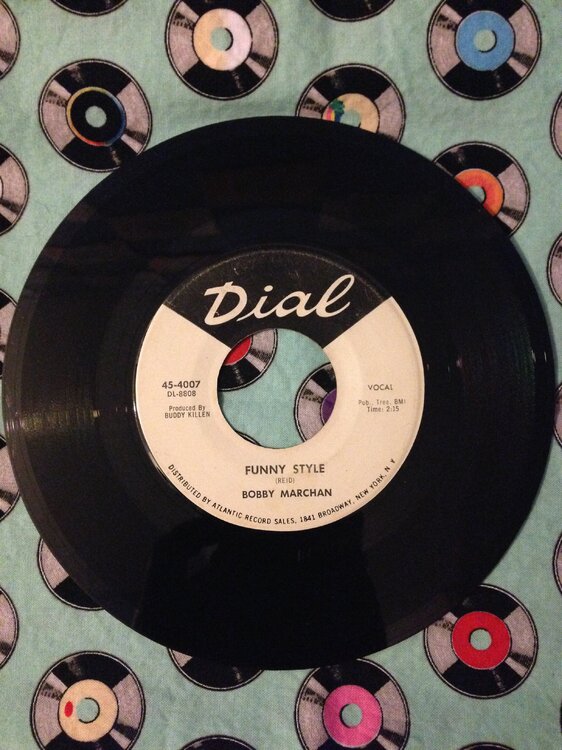 Dial
45-4007
DL-8808
Produced By
BUDDY KILLEN
VOCAL
Pub., Tree, BMI
Time: 2:15
FUNNY STYLE
(REID)
BOBBY MARCHAN
DISTRIBUTED BY ATLANTIC RECORD SALES, 1841 BROADWAY, NEW YORK, N.Y.